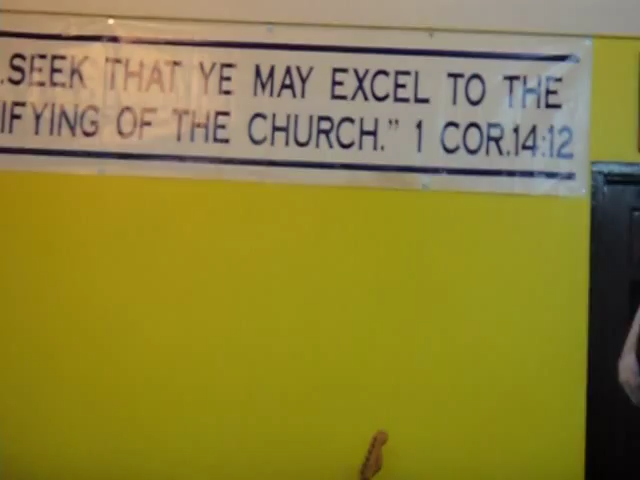 .SEEK THAT YE MAY EXCEL TO THE
IFYING OF THE CHURCH." 1 COR.14:12